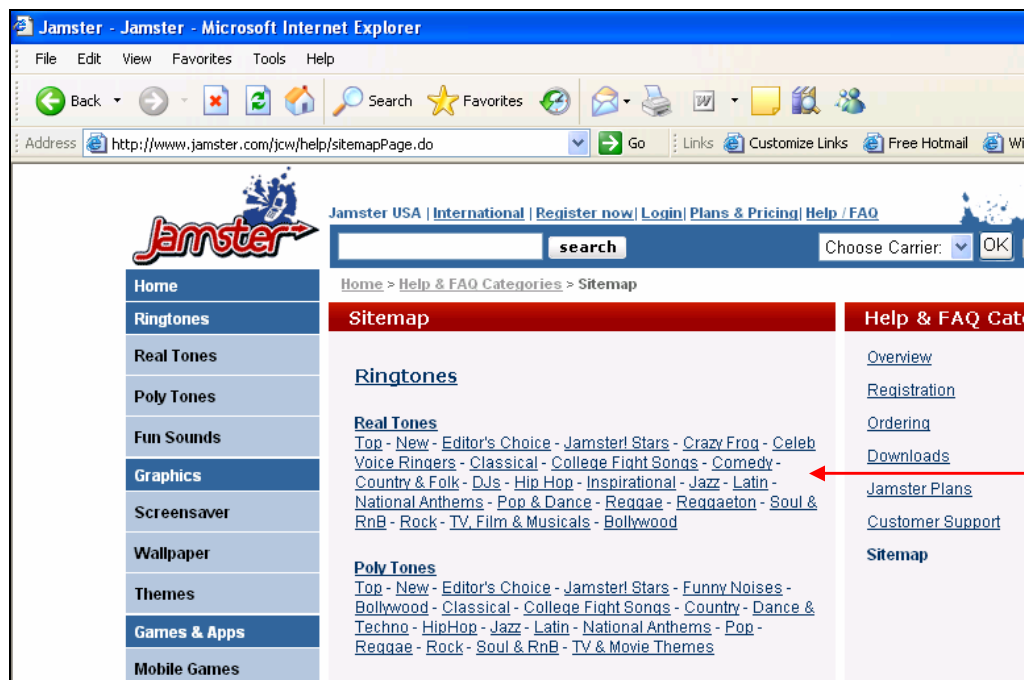 Jamster - Jamster - Microsoft Internet Explorer
File Edit View Favorites Tools Help
Back Search Favorites
Address http://www.jamster.com/jcw/help/sitemapPage.do Go Links Customize Links Free Hotmail Wi
Jamster
Jamster USA | International | Register now| Login| Plans & Pricing| Help / FAQ
search Choose Carrier: OK
Home > Help & FAQ Categories > Sitemap
Home
Ringtones
Real Tones
Poly Tones
Fun Sounds
Graphics
Screensaver
Wallpaper
Themes
Games & Apps
Mobile Games
Sitemap
Ringtones
Real Tones
Top - New - Editor's Choice - Jamster! Stars - Crazy Frog - Celeb
Voice Ringers - Classical - College Fight Songs - Comedy -
Country & Folk - DJs - Hip Hop - Inspirational - Jazz - Latin -
National Anthems - Pop & Dance - Reggae - Reggaeton - Soul &
RnB - Rock - TV, Film & Musicals - Bollywood
Poly Tones
Top - New - Editor's Choice - Jamster! Stars - Funny Noises -
Bollywood - Classical - College Fight Songs - Country - Dance &
Techno - HipHop - Jazz - Latin - National Anthems - Pop -
Reggae - Rock - Soul & RnB - TV & Movie Themes
Help & FAQ Cat
Overview
Registration
Ordering
Downloads
Jamster Plans
Customer Support
Sitemap